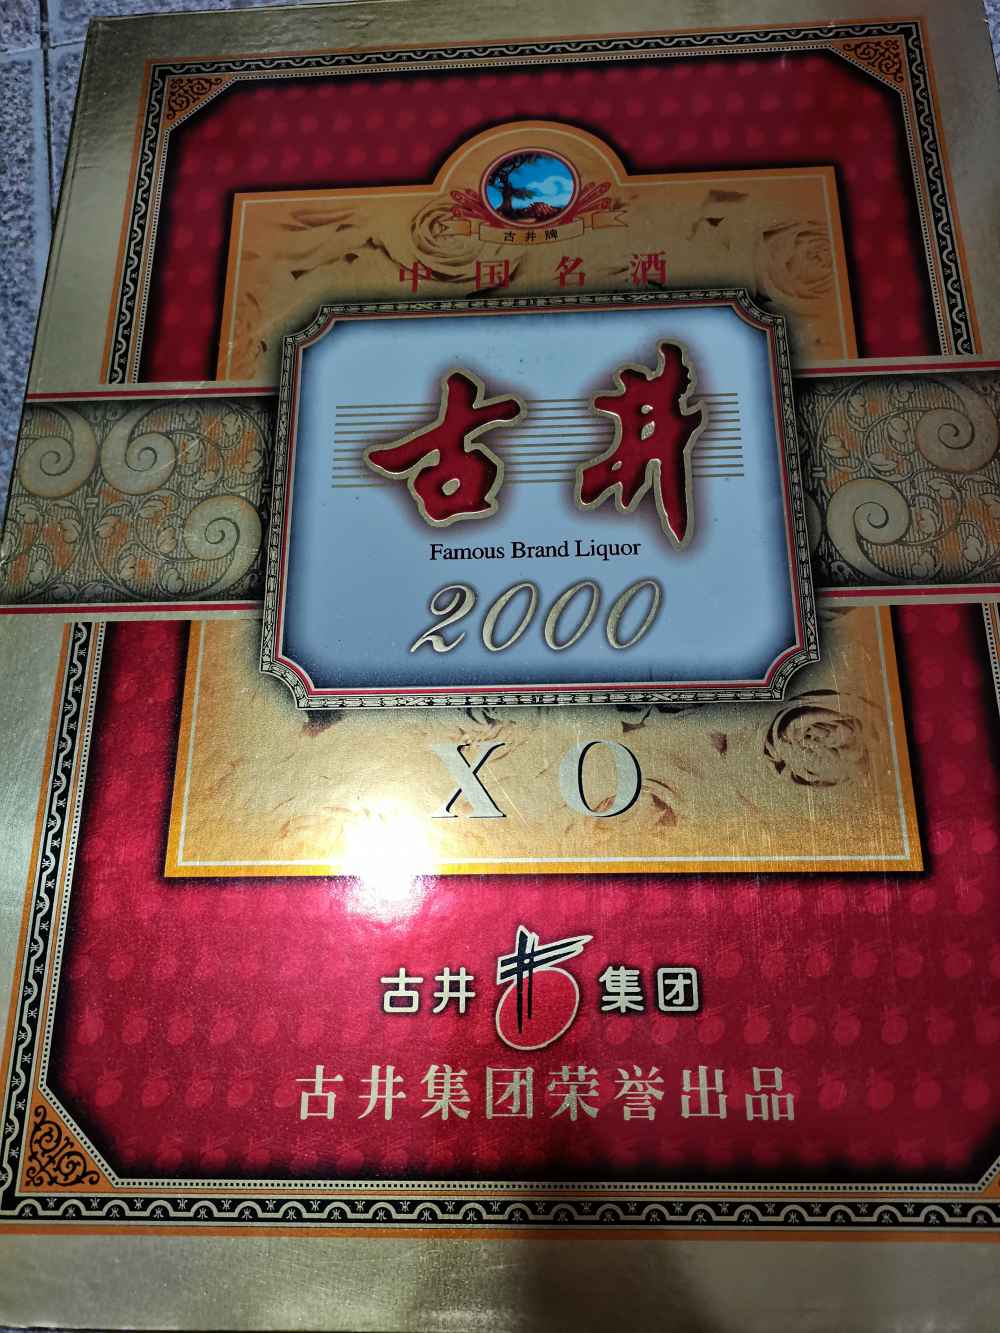 古井牌
中国名酒
古井
Famous Brand Liquor
2000
XO
古井 集团
古井集团荣誉出品